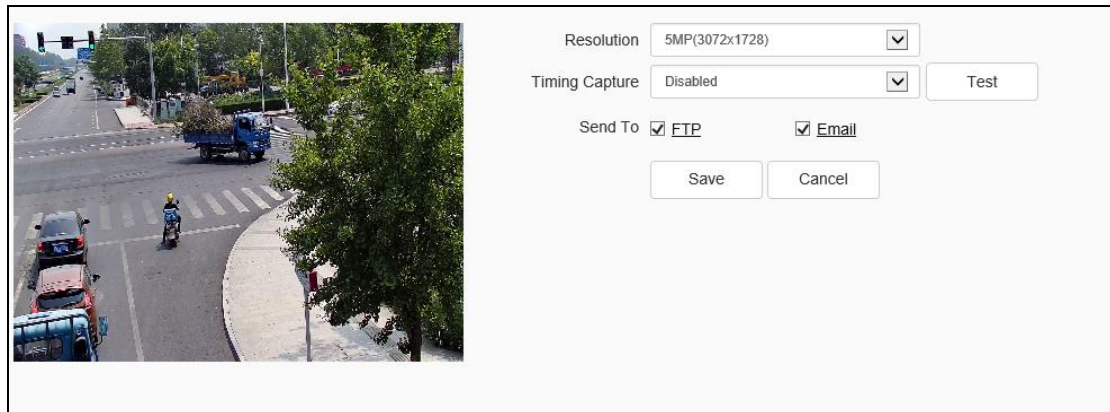 Resolution 5MP(3072x1728)
Timing Capture Disabled Test
Send To FTP Email
Save Cancel